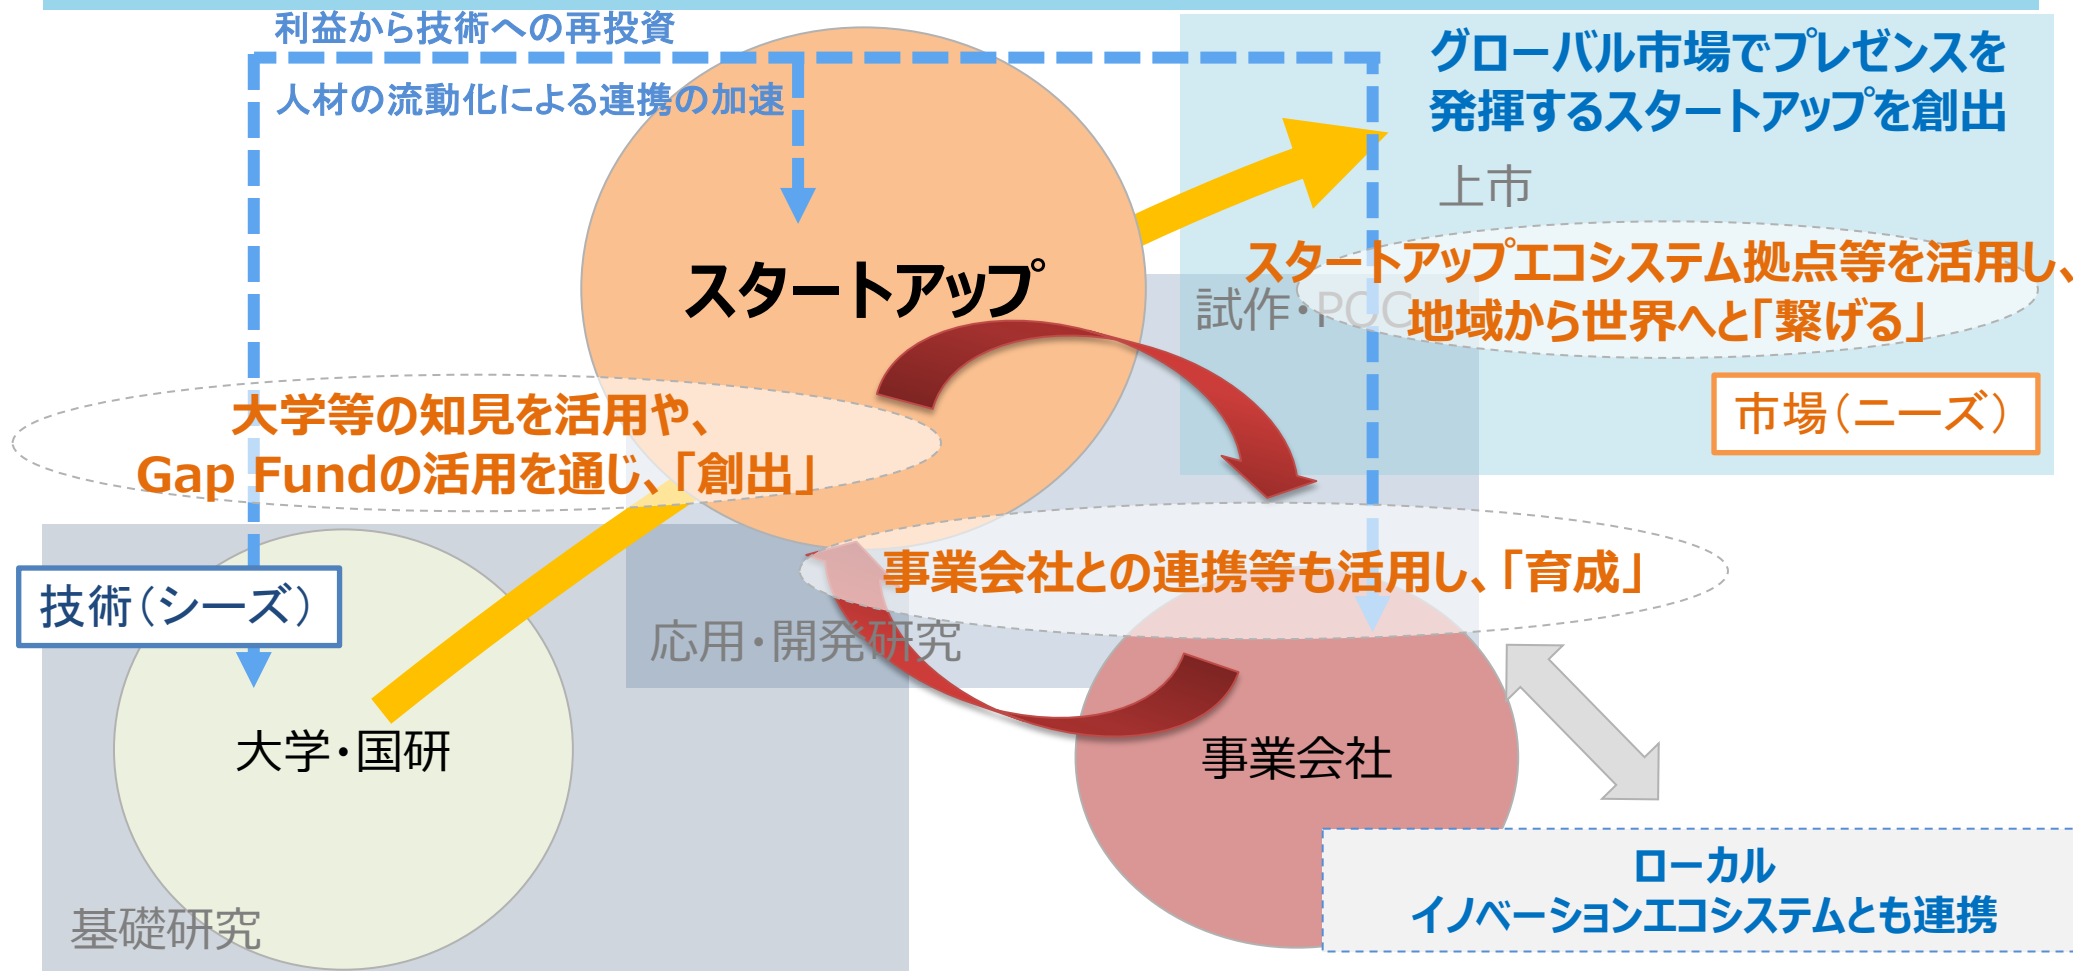 利益から技術への再投資
人材の流動化による連携の加速
グローバル市場でプレゼンスを
発揮するスタートアップを創出
上市
スタートアップエコシステム拠点等を活用し、
地域から世界へと「繋げる」
試作・POC
スタートアップ
市場(ニーズ)
大学等の知見を活用や、
Gap Fundの活用を通じ、「創出」
事業会社との連携等も活用し、「育成」
技術(シーズ)
応用・開発研究
大学・国研
事業会社
基礎研究
ローカル
イノベーションエコシステムとも連携